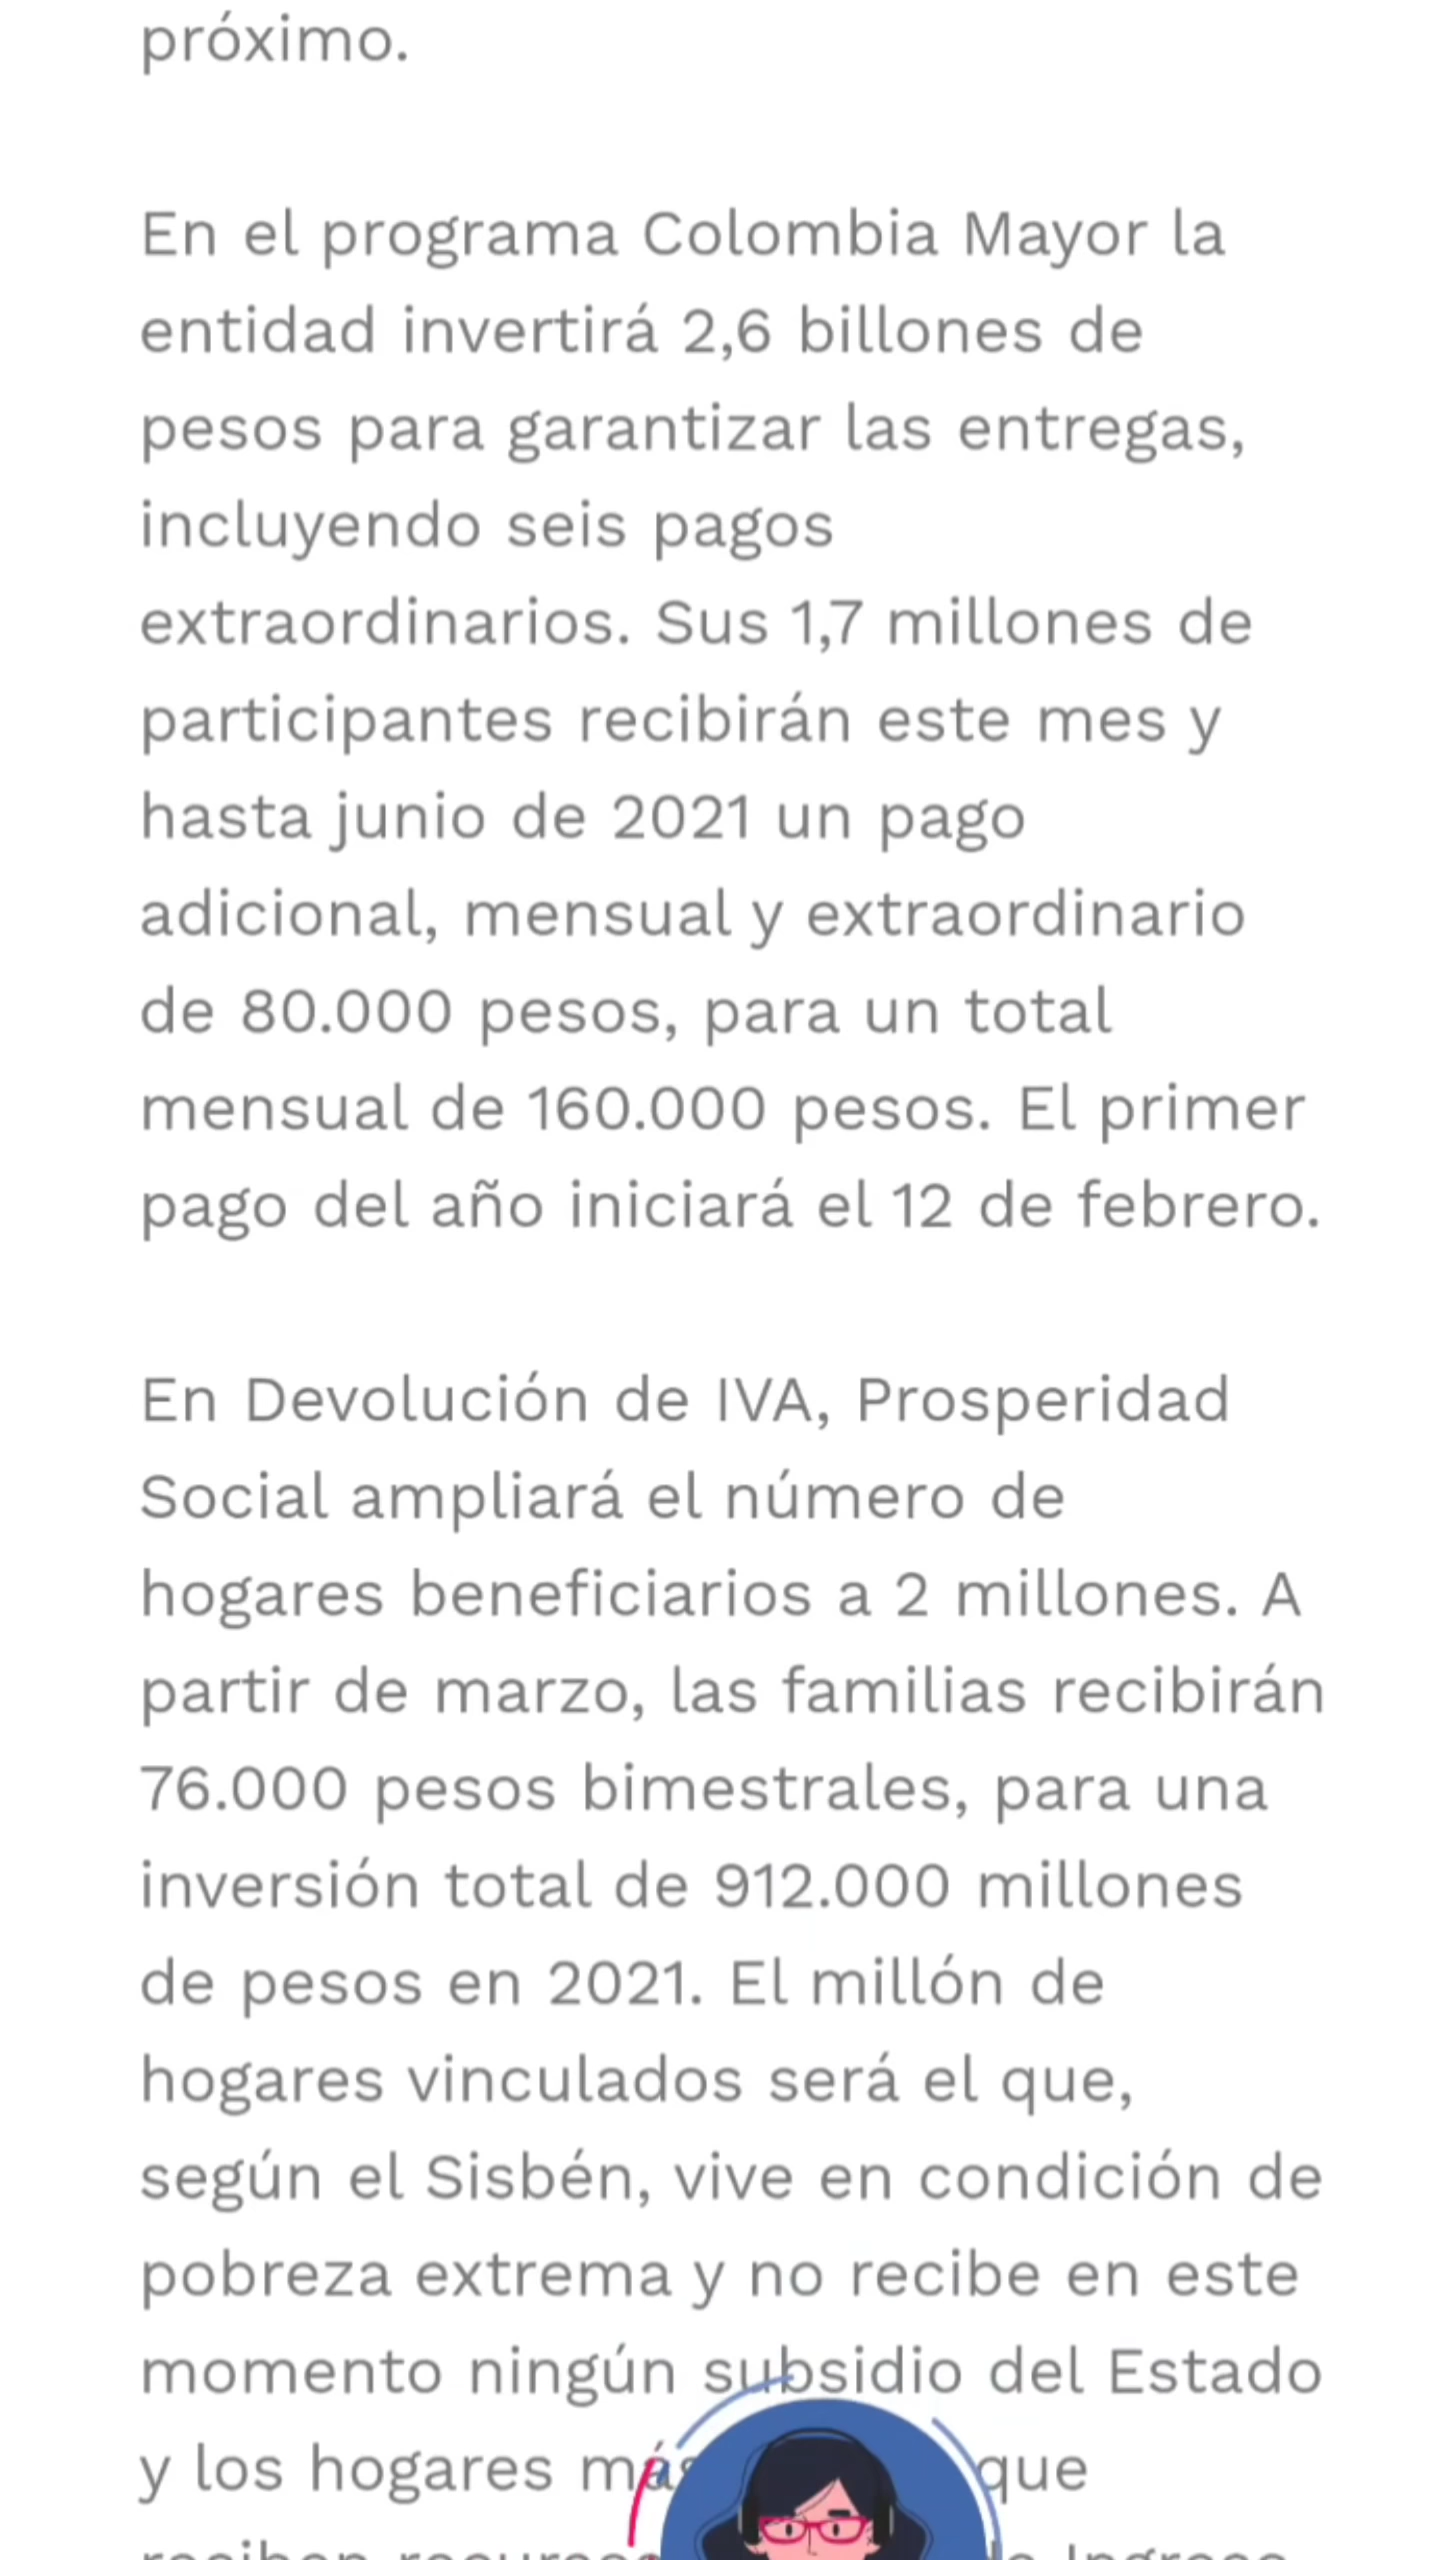 próximo.
En el programa Colombia Mayor la
entidad invertirá 2,6 billones de
pesos para garantizar las entregas,
incluyendo seis pagos
extraordinarios. Sus 1,7 millones de
participantes recibirán este mes y
hasta junio de 2021 un pago
adicional, mensual y extraordinario
de 80.000 pesos, para un total
mensual de 160.000 pesos. El primer
pago del año iniciará el 12 de febrero.
En Devolución de IVA, Prosperidad
Social ampliará el número de
hogares beneficiarios a 2 millones. A
partir de marzo, las familias recibirán
76.000 pesos bimestrales, para una
inversión total de 912.000 millones
de pesos en 2021. El millón de
hogares vinculados será el que,
según el Sisbén, vive en condición de
pobreza extrema y no recibe en este
momento ningún subsidio del Estado
y los hogares más que